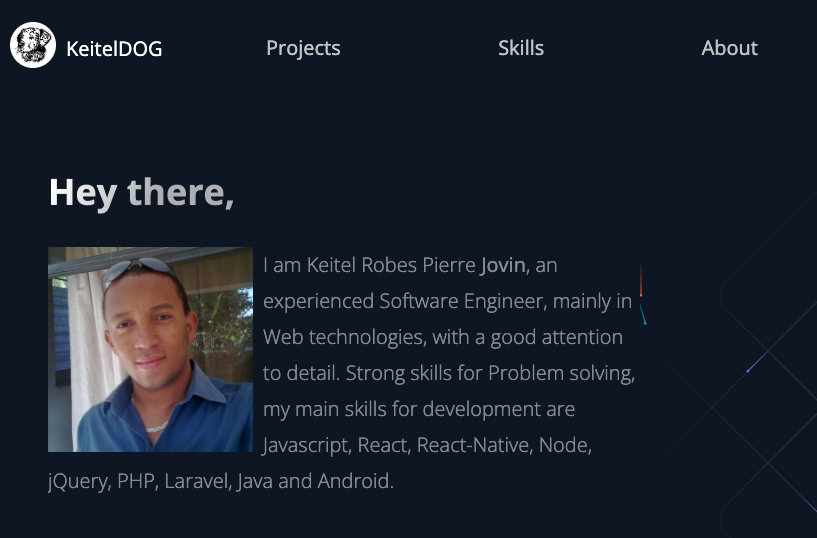 KeitelDOG Projects Skills About
Hey there,
I am Keitel Robes Pierre Jovin, an
experienced Software Engineer, mainly in
Web technologies, with a good attention
to detail. Strong skills for Problem solving,
my main skills for development are
Javascript, React, React-Native, Node,
jQuery, PHP, Laravel, Java and Android.